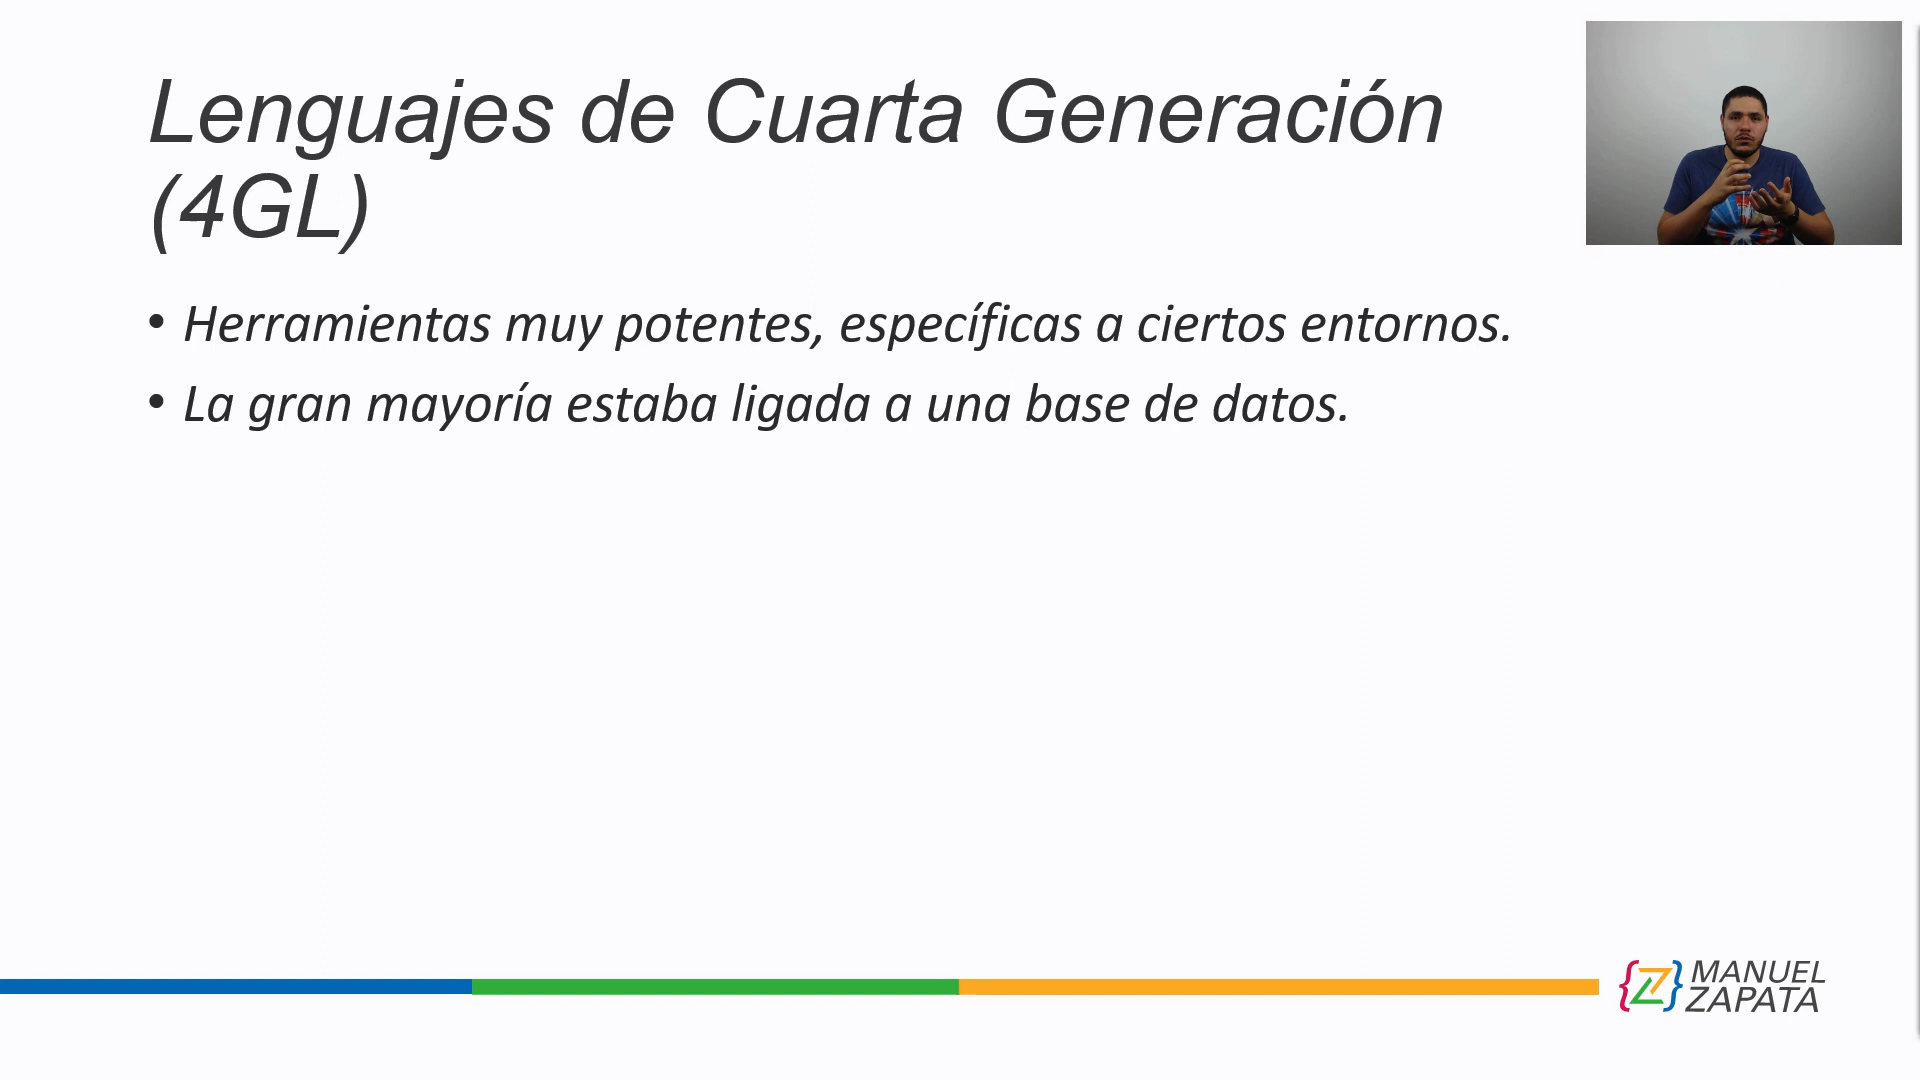 Lenguajes de Cuarta Generación
(4GL)
• Herramientas muy potentes, específicas a ciertos entornos.
• La gran mayoría estaba ligada a una base de datos.
{Z} MANUEL
ZAPATA